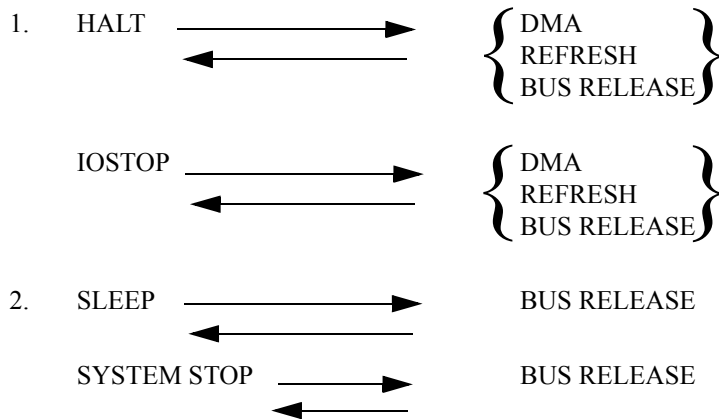 1. HALT DMA
REFRESH
BUS RELEASE
IOSTOP DMA
REFRESH
BUS RELEASE
2. SLEEP BUS RELEASE
SYSTEM STOP BUS RELEASE